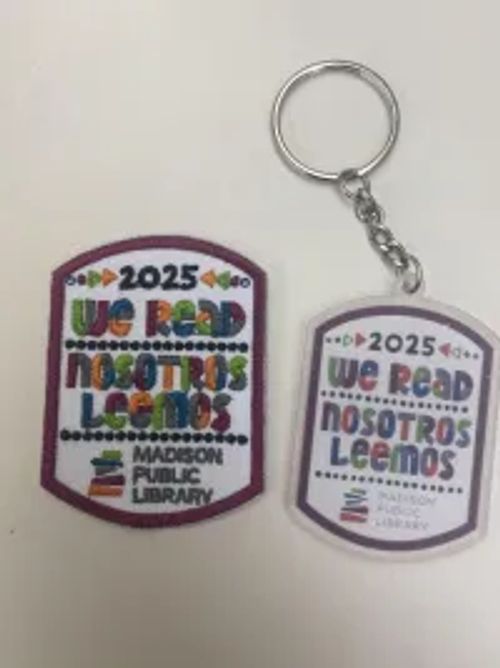 2025
We Read
NOSOTROS
Leemos
MADISON
PUBLIC
LIBRARY
2025
We Read
NOSOTROS
Leemos
MADISON
PUBLIC
LIBRARY